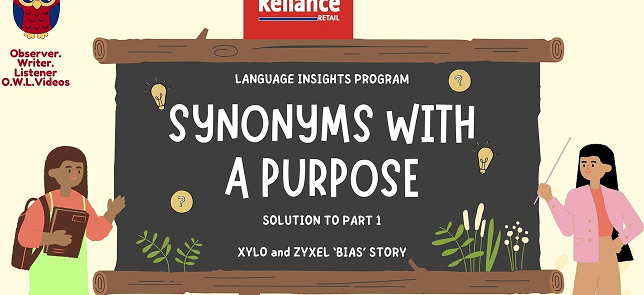 Reliance
RETAIL
Observer.
Writer.
Listener
O.W.L.Videos
LANGUAGE INSIGHTS PROGRAM
?
SYNONYMS WITH
A PURPOSE
?
SOLUTION TO PART 1
XYLO and ZYXEL ‘BIAS’ STORY